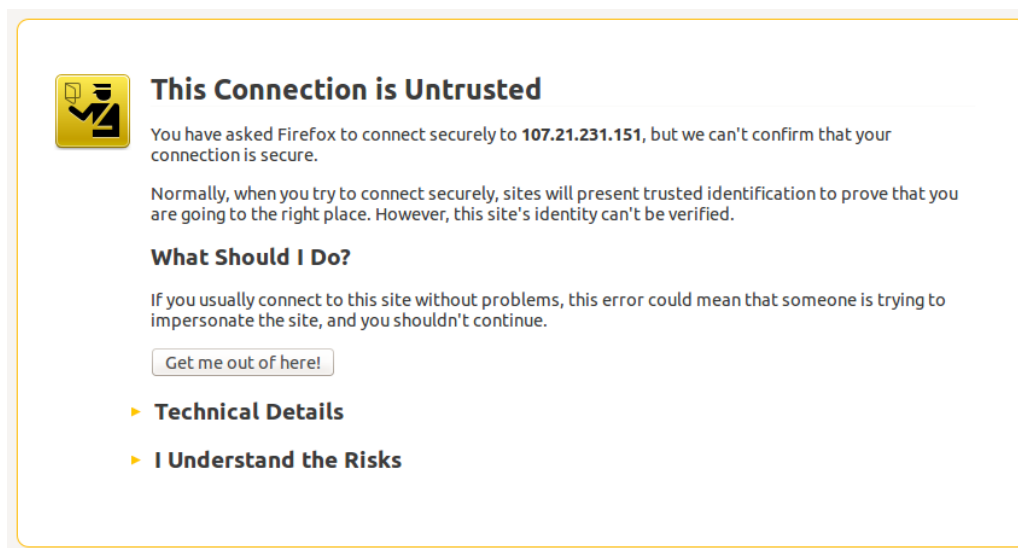 This Connection is Untrusted
You have asked Firefox to connect securely to 107.21.231.151, but we can't confirm that your
connection is secure.
Normally, when you try to connect securely, sites will present trusted identification to prove that you
are going to the right place. However, this site's identity can't be verified.
What Should I Do?
If you usually connect to this site without problems, this error could mean that someone is trying to
impersonate the site, and you shouldn't continue.
Get me out of here!
Technical Details
I Understand the Risks